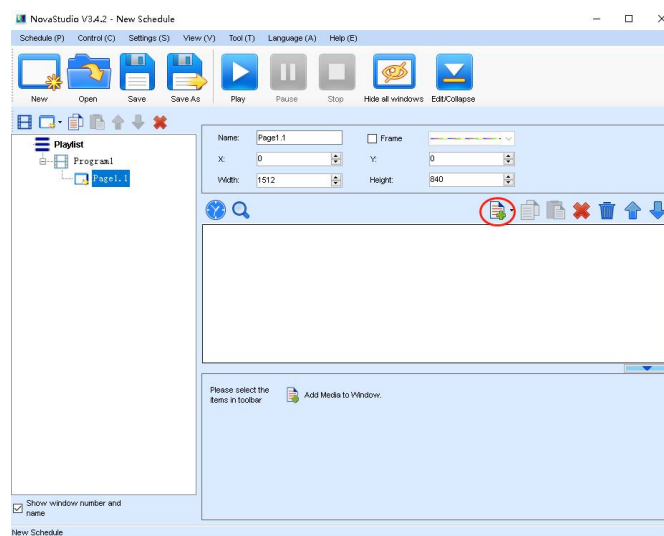 NovaStudio V3.4.2 - New Schedule
Schedule (P) Control (C) Settings (S) View (V) Tool (T) Language (A) Help (E)
New Open Save Save As Play Pause Stop Hide all windows Edit/Collapse
Playlist
Program1
Page1.1
Name: Page1.1 Frame
X: 0 Y: 0
Width: 1512 Height: 840
Please select the
items in toolbar
Add Media to Window.
Show window number and
name
New Schedule